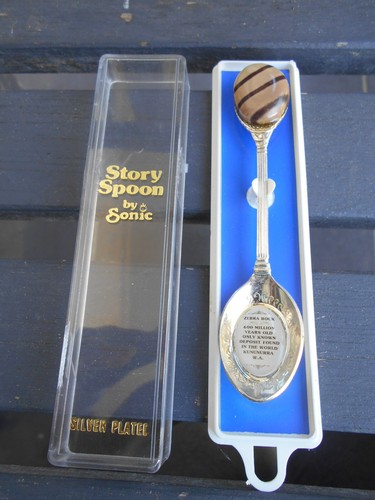 Story
Spoon
by
Sonic
SILVER PLATED
ZEBRA ROCK
600 MILLION
YEARS OLD
ONLY KNOWN
DEPOSIT FOUND
IN THE WORLD
KUNUNURRA
W.A.